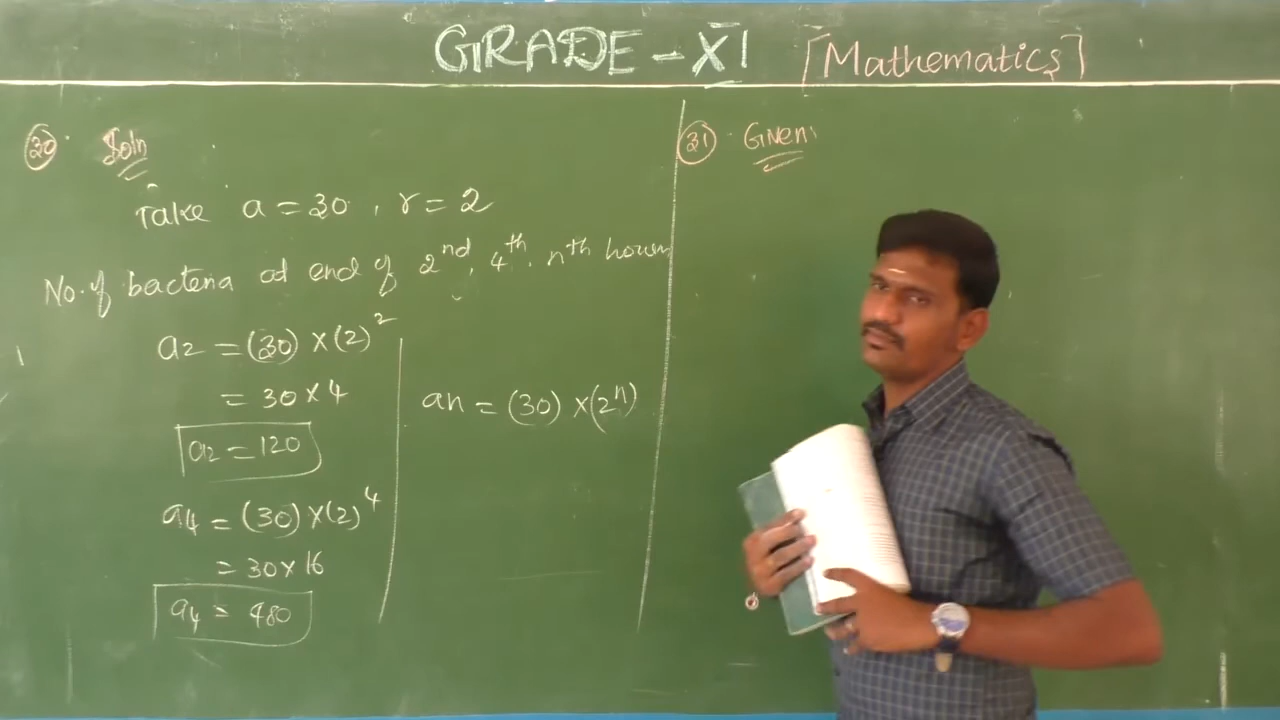 GRADE - XI [Mathematics]
30. Soln
Take a = 30, r = 2
No. of bacteria at end of 2nd, 4th, nth hours
a2 = (30) × (2)²
= 30 × 4
a2 = 120
a4 = (30) × (2)⁴
= 30 × 16
a4 = 480
an = (30) × (2ⁿ)
31. Given: